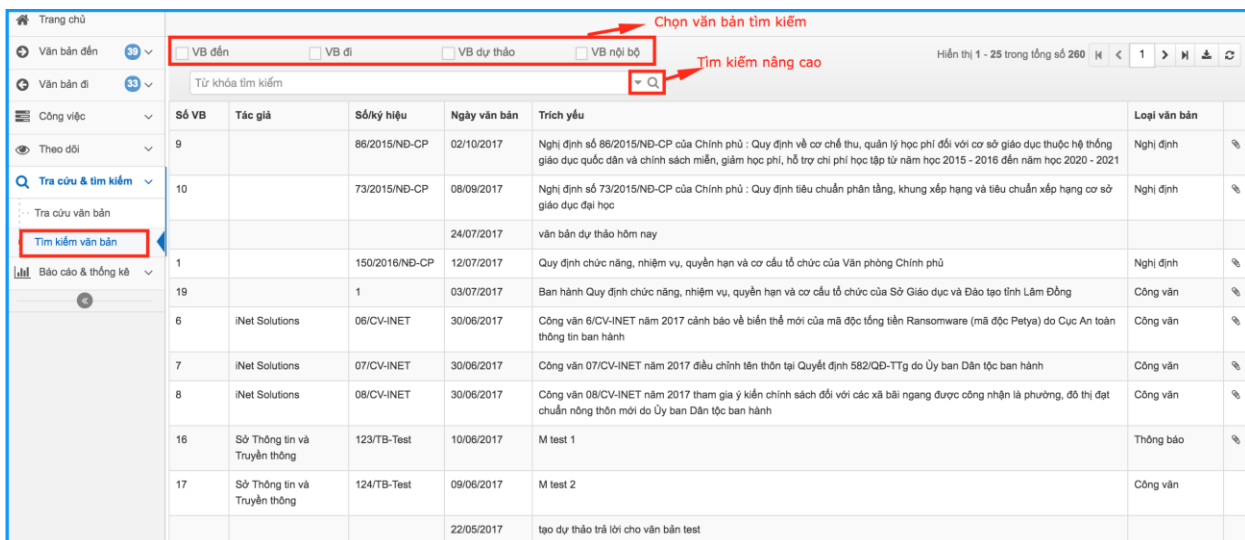 Trang chủ
Chọn văn bản tìm kiếm
Văn bản đến 39
VB đến VB đi VB dự thảo VB nội bộ
Hiển thị 1 - 25 trong tổng số 260 1
Tìm kiếm nâng cao
Văn bản đi 33
Từ khóa tìm kiếm
Công việc
Theo dõi
Tra cứu & tìm kiếm
Tra cứu văn bản
Tìm kiếm văn bản
Báo cáo & thống kê
Số VB Tác giả Số/ký hiệu Ngày văn bản Trích yếu Loại văn bản
9 86/2015/NĐ-CP 02/10/2017 Nghị định số 86/2015/NĐ-CP của Chính phủ : Quy định về cơ chế thu, quản lý học phí đối với cơ sở giáo dục thuộc hệ thống Nghị định
giáo dục quốc dân và chính sách miễn, giảm học phí, hỗ trợ chi phí học tập từ năm học 2015 - 2016 đến năm học 2020 - 2021
10 73/2015/NĐ-CP 08/09/2017 Nghị định số 73/2015/NĐ-CP của Chính phủ : Quy định tiêu chuẩn phân tầng, khung xếp hạng và tiêu chuẩn xếp hạng cơ sở Nghị định
giáo dục đại học
24/07/2017 văn bản dự thảo hôm nay
1 150/2016/NĐ-CP 12/07/2017 Quy định chức năng, nhiệm vụ, quyền hạn và cơ cấu tổ chức của Văn phòng Chính phủ Nghị định
19 1 03/07/2017 Ban hành Quy định chức năng, nhiệm vụ, quyền hạn và cơ cấu tổ chức của Sở Giáo dục và Đào tạo tỉnh Lâm Đồng Công văn
6 iNet Solutions 06/CV-INET 30/06/2017 Công văn 6/CV-INET năm 2017 cảnh báo về biến thể mới của mã độc tống tiền Ransomware (mã độc Petya) do Cục An toàn Công văn
thông tin ban hành
7 iNet Solutions 07/CV-INET 30/06/2017 Công văn 07/CV-INET năm 2017 điều chỉnh tên thôn tại Quyết định 582/QĐ-TTg do Ủy ban Dân tộc ban hành Công văn
8 iNet Solutions 08/CV-INET 30/06/2017 Công văn 08/CV-INET năm 2017 tham gia ý kiến chính sách đối với các xã bãi ngang được công nhận là phường, đô thị đạt Công văn
chuẩn nông thôn mới do Ủy ban Dân tộc ban hành
16 Sở Thông tin và 123/TB-Test 10/06/2017 M test 1 Thông báo
Truyền thông
17 Sở Thông tin và 124/TB-Test 09/06/2017 M test 2 Công văn
Truyền thông
22/05/2017 tạo dự thảo trả lời cho văn bản test